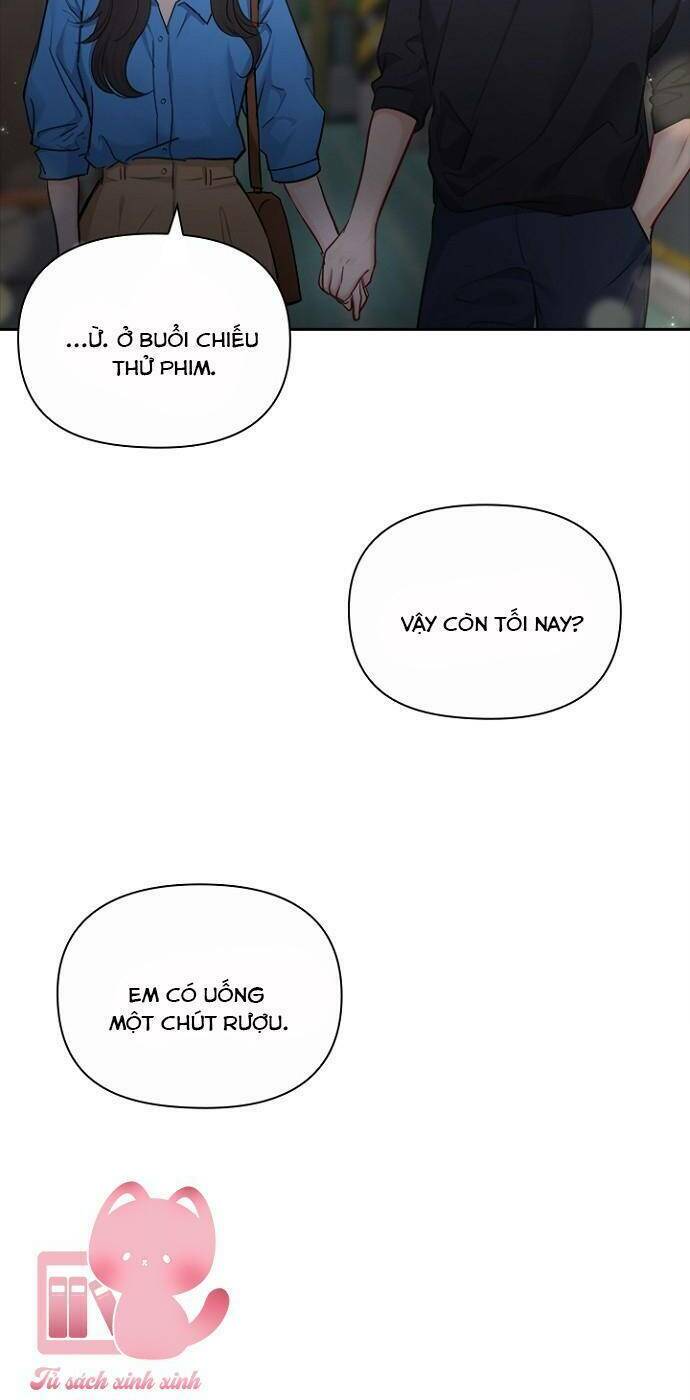 ...Ừ. Ở BUỔI CHIẾU
THỬ PHIM.
VẬY CÒN TỐI NAY?
EM CÓ UỐNG
MỘT CHÚT RƯỢU.
Tủ sách xinh xinh